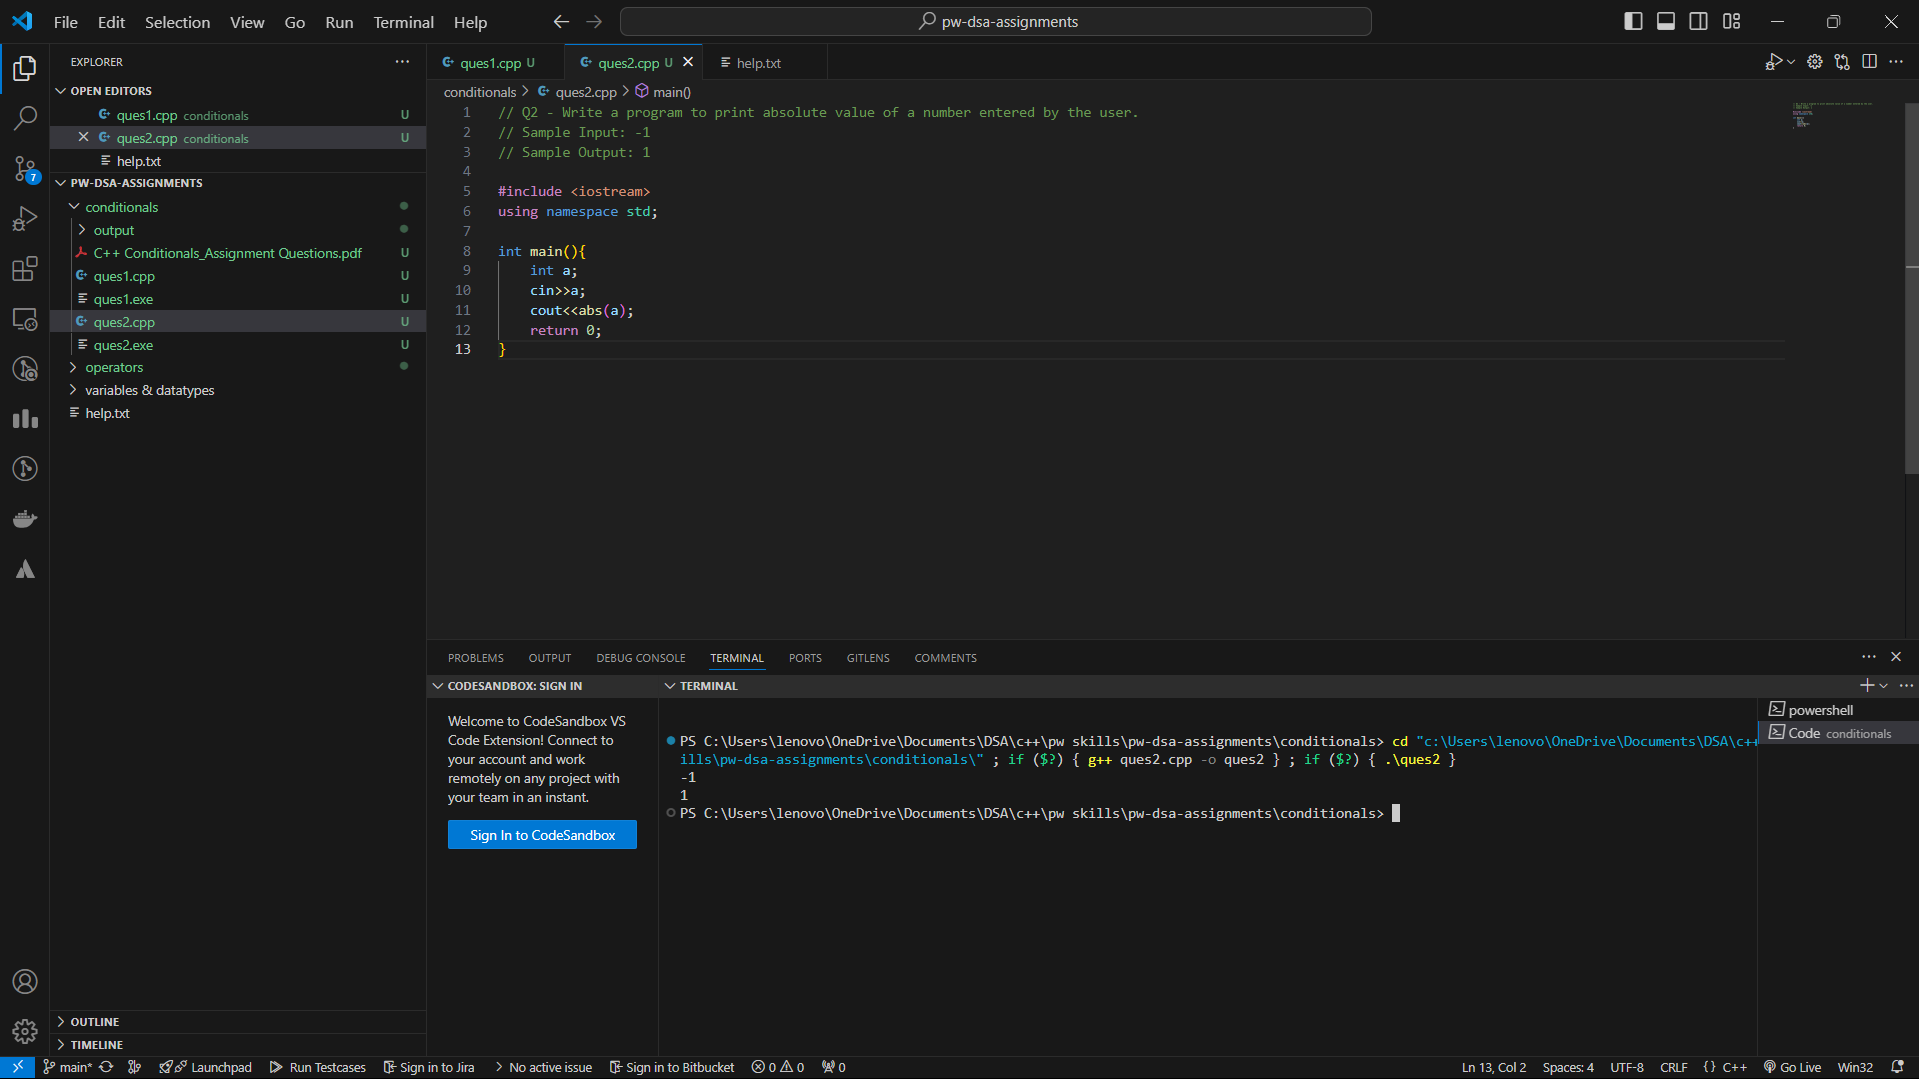 File Edit Selection View Go Run Terminal Help
pw-dsa-assignments
EXPLORER
OPEN EDITORS
ques1.cpp conditionals U
ques2.cpp conditionals U
help.txt
PW-DSA-ASSIGNMENTS
conditionals
output
C++ Conditionals_Assignment Questions.pdf U
ques1.cpp U
ques1.exe U
ques2.cpp U
ques2.exe U
operators
variables & datatypes
help.txt
7
OUTLINE
TIMELINE
ques1.cpp U
ques2.cpp U
help.txt
conditionals > ques2.cpp > main()
1 // Q2 - Write a program to print absolute value of a number entered by the user.
2 // Sample Input: -1
3 // Sample Output: 1
4
5 #include <iostream>
6 using namespace std;
7
8 int main(){
9     int a;
10     cin>>a;
11     cout<<abs(a);
12     return 0;
13 }
PROBLEMS OUTPUT DEBUG CONSOLE TERMINAL PORTS GITLENS COMMENTS
CODESANDBOX: SIGN IN
Welcome to CodeSandbox VS
Code Extension! Connect to
your account and work
remotely on any project with
your team in an instant.
Sign In to CodeSandbox
TERMINAL
PS C:\Users\lenovo\OneDrive\Documents\DSA\c++\pw skills\pw-dsa-assignments\conditionals> cd "c:\Users\lenovo\OneDrive\Documents\DSA\c++
ills\pw-dsa-assignments\conditionals\" ; if ($?) { g++ ques2.cpp -o ques2 } ; if ($?) { .\ques2 }
-1
1
PS C:\Users\lenovo\OneDrive\Documents\DSA\c++\pw skills\pw-dsa-assignments\conditionals>
powershell
Code conditionals
main* Launchpad Run Testcases Sign in to Jira No active issue Sign in to Bitbucket 0 0 0 Ln 13, Col 2 Spaces: 4 UTF-8 CRLF {} C++ Go Live Win32